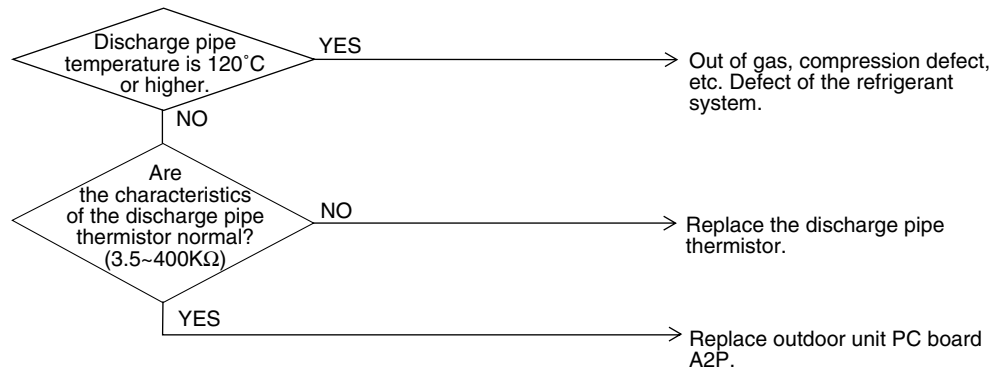 Discharge pipe
temperature is 120˚C
or higher.
YES
Out of gas, compression defect,
etc. Defect of the refrigerant
system.
NO
Are
the characteristics
of the discharge pipe
thermistor normal?
(3.5~400KΩ)
NO
Replace the discharge pipe
thermistor.
YES
Replace outdoor unit PC board
A2P.